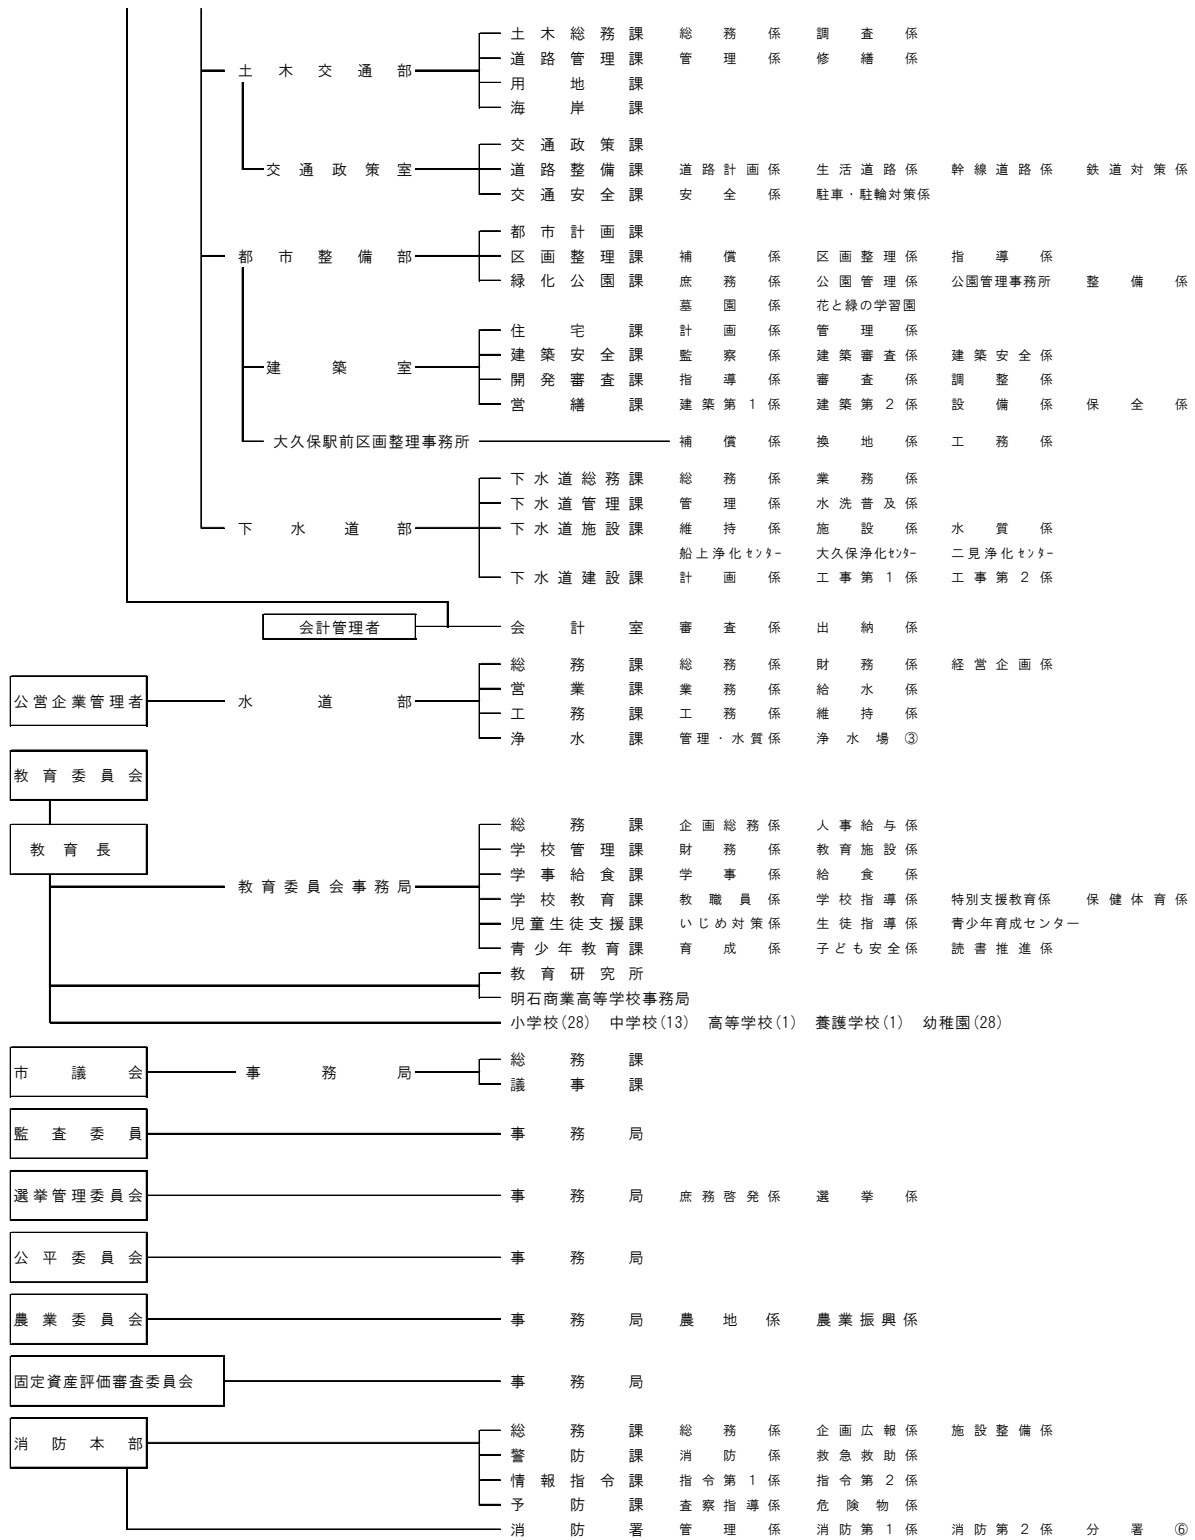 土木総務課 総務係 調査係
道路管理課 管理係 修繕係
土木交通部
用地課
海岸課
交通政策課
交通政策室 道路整備課 道路計画係 生活道路係 幹線道路係 鉄道対策係
交通安全課 安全係 駐車・駐輪対策係
都市計画課
都市整備部 区画整理課 補償係 区画整理係 指導係
緑化公園課 庶務係 公園管理係 公園管理事務所 整備係
墓園係 花と緑の学習園
住宅課 計画係 管理係
建築安全課 監察係 建築審査係 建築安全係
建築室
開発審査課 指導係 審査係 調整係
営繕課 建築第1係 建築第2係 設備係 保全係
大久保駅前区画整理事務所 補償係 換地係 工務係
下水道総務課 総務係 業務係
下水道管理課 管理係 水洗普及係
下水道部 下水道施設課 維持係 施設係 水質係
船上浄化センター 大久保浄化センター 二見浄化センター
下水道建設課 計画係 工事第1係 工事第2係
会計管理者 会計室 審査係 出納係
総務課 総務係 財務係 経営企画係
営業課 業務係 給水係
公営企業管理者 水道部
工務課 工務係 維持係
浄水課 管理・水質係 浄水場 ③
教育委員会
総務課 企画総務係 人事給与係
教育長 学校管理課 財務係 教育施設係
学事給食課 学事係 給食係
教育委員会事務局
学校教育課 教職員係 学校指導係 特別支援教育係 保健体育係
児童生徒支援課 いじめ対策係 生徒指導係 青少年育成センター
青少年教育課 育成係 子ども安全係 読書推進係
教育研究所
明石商業高等学校事務局
小学校(28) 中学校(13) 高等学校(1) 養護学校(1) 幼稚園(28)
総務課
市議会 事務局
議事課
監査委員 事務局
選挙管理委員会 事務局 庶務啓発係 選挙係
公平委員会 事務局
農業委員会 事務局 農地係 農業振興係
固定資産評価審査委員会 事務局
総務課 総務係 企画広報係 施設整備係
消防本部
警防課 消防係 救急救助係
情報指令課 指令第1係 指令第2係
予防課 査察指導係 危険物係
消防署 管理係 消防第1係 消防第2係 分署 ⑥